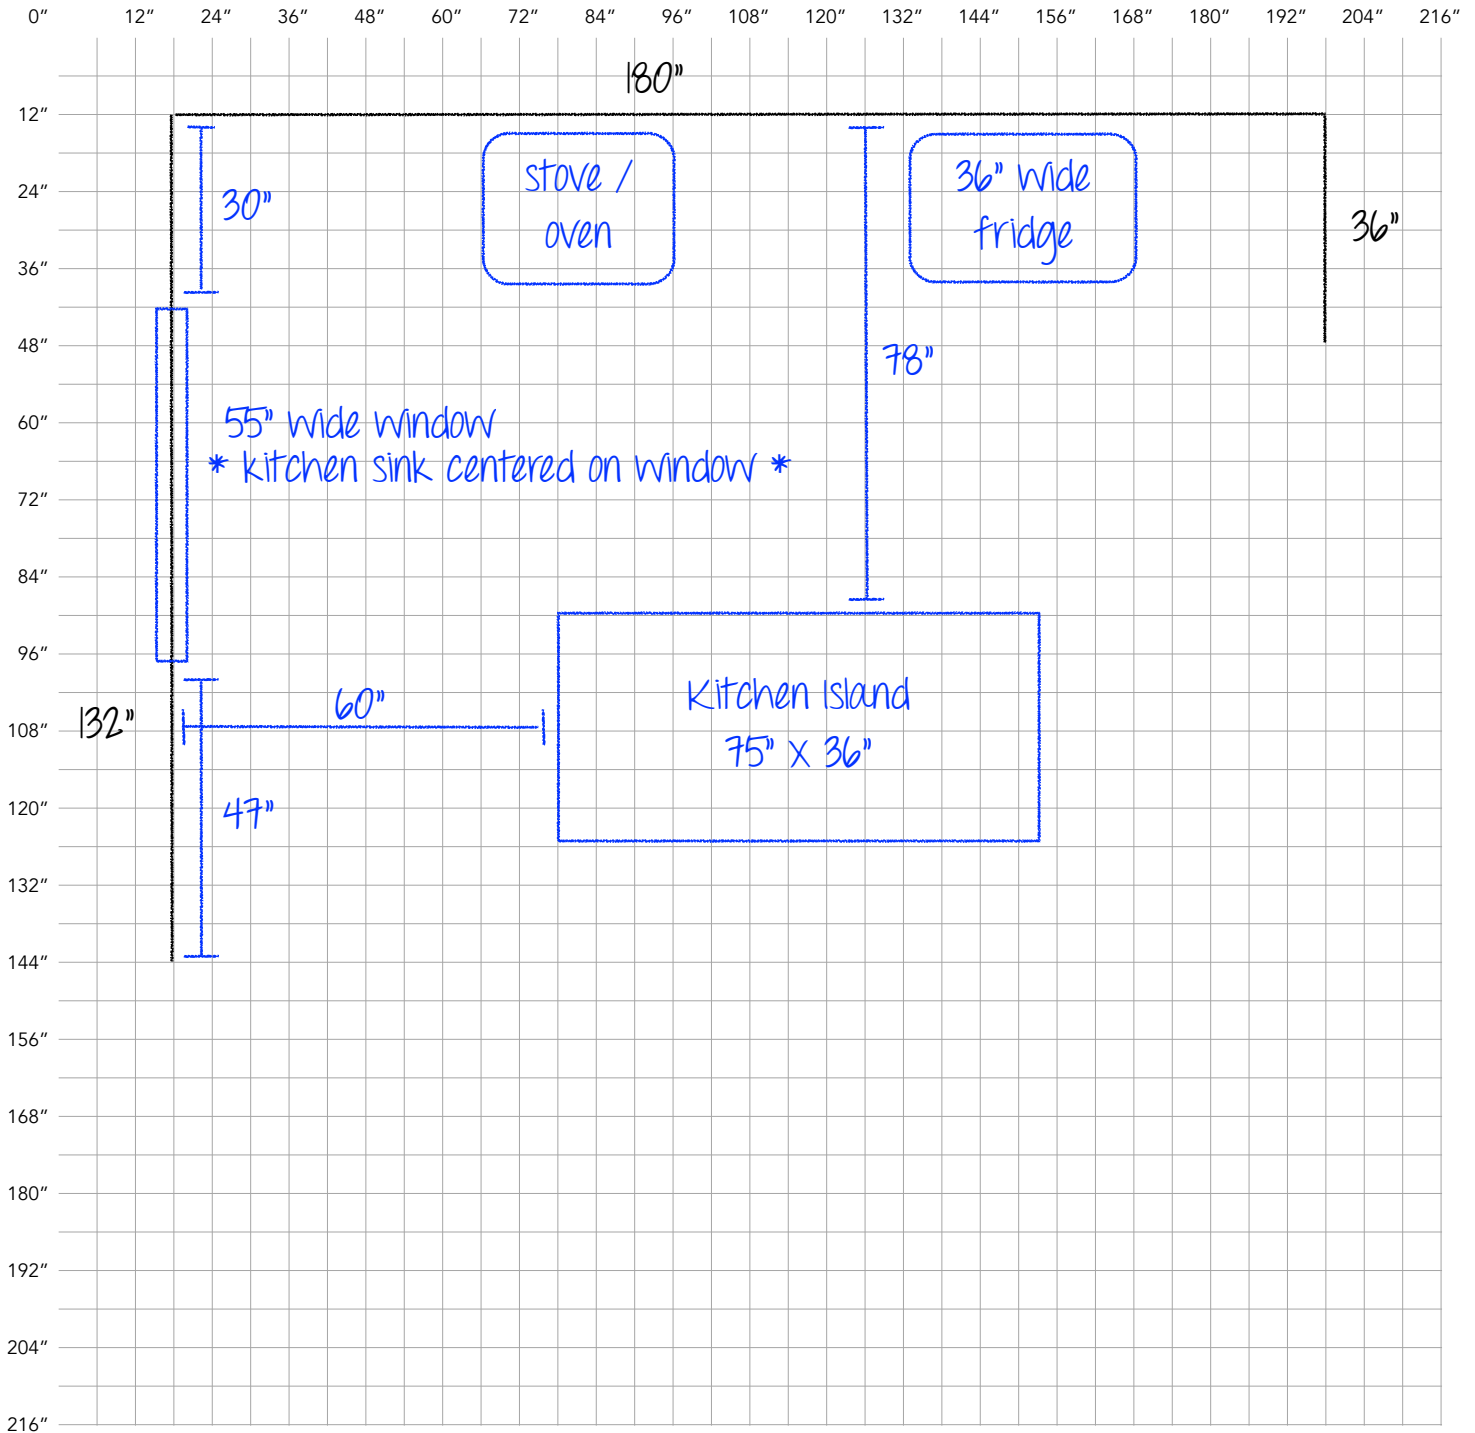 0" 12" 24" 36" 48" 60" 72" 84" 96" 108" 120" 132" 144" 156" 168" 180" 192" 204" 216"
180"
12"
stove /
oven
36" wide
fridge
24"
30"
36"
36"
48"
78"
55" wide window
60"
* kitchen sink centered on window *
72"
84"
96"
Kitchen Island
75" X 36"
60"
132"
108"
47"
120"
132"
144"
156"
168"
180"
192"
204"
216"